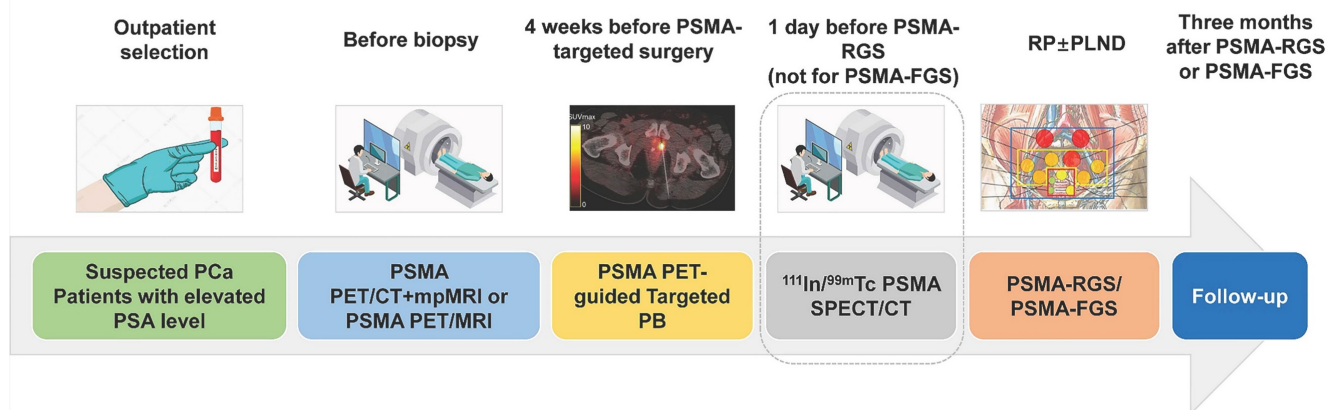 Outpatient
selection
Before biopsy
4 weeks before PSMA-
targeted surgery
1 day before PSMA-
RGS
(not for PSMA-FGS)
RP±PLND
Three months
after PSMA-RGS
or PSMA-FGS
SUVmax
10
0
Suspected PCa
Patients with elevated
PSA level
PSMA
PET/CT+mpMRI or
PSMA PET/MRI
PSMA PET-
guided Targeted
PB
¹¹¹In/⁹⁹ᵐTc PSMA
SPECT/CT
PSMA-RGS/
PSMA-FGS
Follow-up